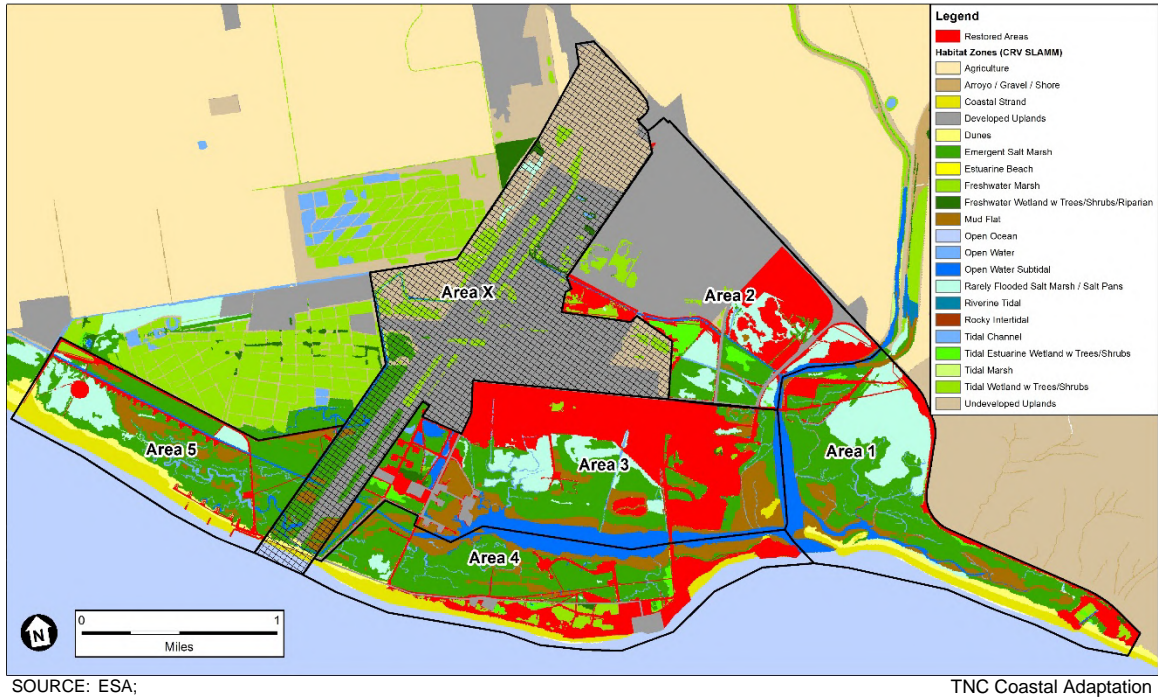 Legend
Restored Areas
Habitat Zones (CRV SLAMM)
Agriculture
Arroyo / Gravel / Shore
Coastal Strand
Developed Uplands
Dunes
Emergent Salt Marsh
Estuarine Beach
Freshwater Marsh
Freshwater Wetland w Trees/Shrubs/Riparian
Mud Flat
Open Ocean
Open Water
Open Water Subtidal
Rarely Flooded Salt Marsh / Salt Pans
Riverine Tidal
Rocky Intertidal
Tidal Channel
Tidal Estuarine Wetland w Trees/Shrubs
Tidal Marsh
Tidal Wetland w Trees/Shrubs
Undeveloped Uplands
Area X
Area 2
Area 5
Area 3
Area 1
Area 4
N
0 1
Miles
SOURCE: ESA;
TNC Coastal Adaptation